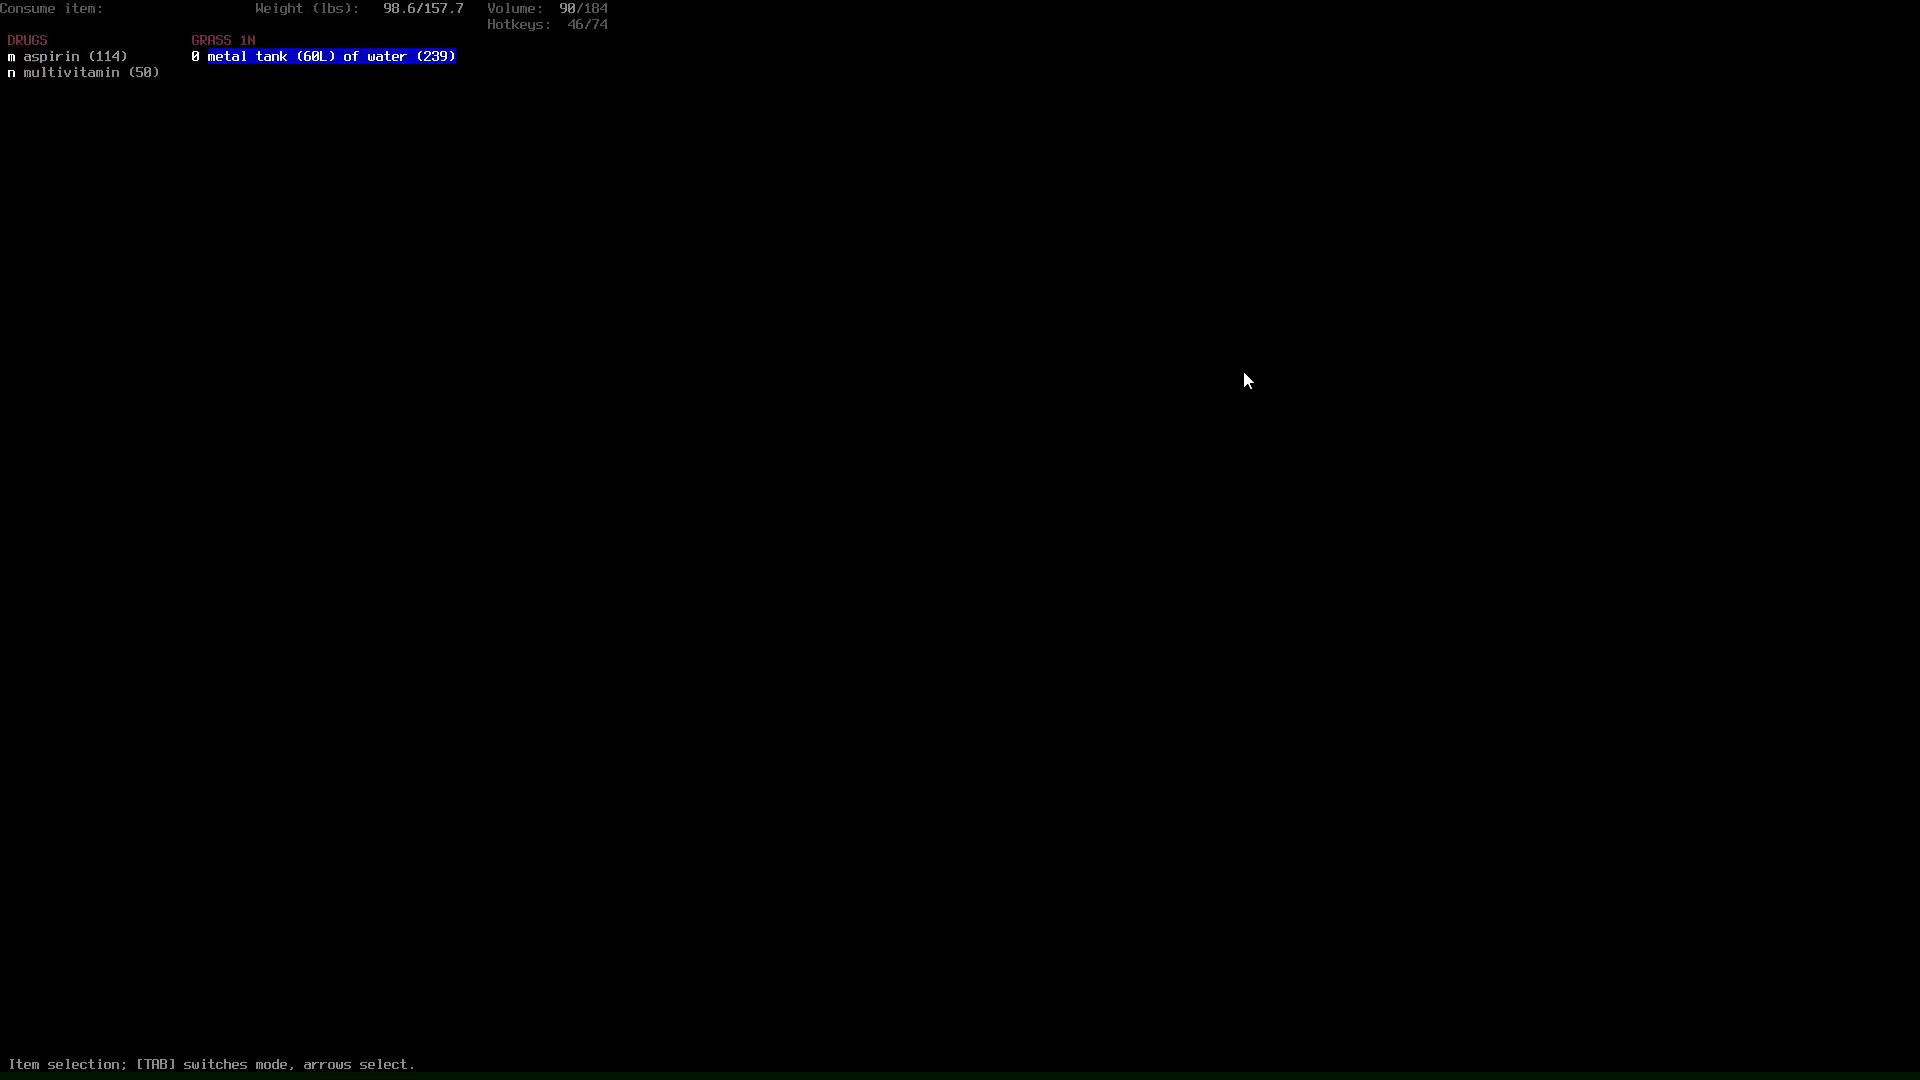 Consume item: Weight (lbs): 98.6/157.7 Volume: 90/184
Hotkeys: 46/74
DRUGS GRASS 1N
m aspirin (114) 0 metal tank (60L) of water (239)
n multivitamin (50)
Item selection; [TAB] switches mode, arrows select.